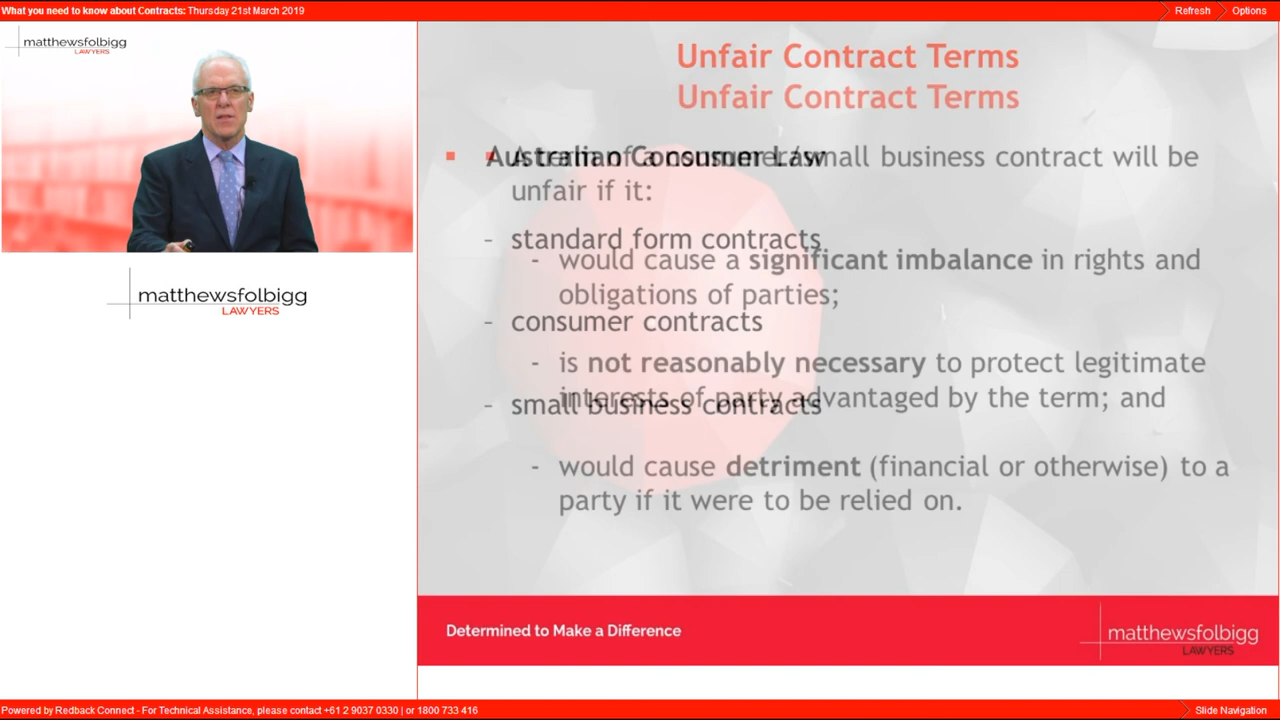 What you need to know about Contracts: Thursday 21st March 2019
Refresh
Options
matthewsfolbigg
LAWYERS
matthewsfolbigg
LAWYERS
Unfair Contract Terms
Unfair Contract Terms
▪ Australian Consumer Law
▪ A term of a consumer/small business contract will be
unfair if it:
– standard form contracts
- would cause a significant imbalance in rights and
obligations of parties;
– consumer contracts
- is not reasonably necessary to protect legitimate
interests of party advantaged by the term; and
– small business contracts
- would cause detriment (financial or otherwise) to a
party if it were to be relied on.
Determined to Make a Difference
matthewsfolbigg
LAWYERS
Powered by Redback Connect - For Technical Assistance, please contact +61 2 9037 0330 | or 1800 733 416
Slide Navigation